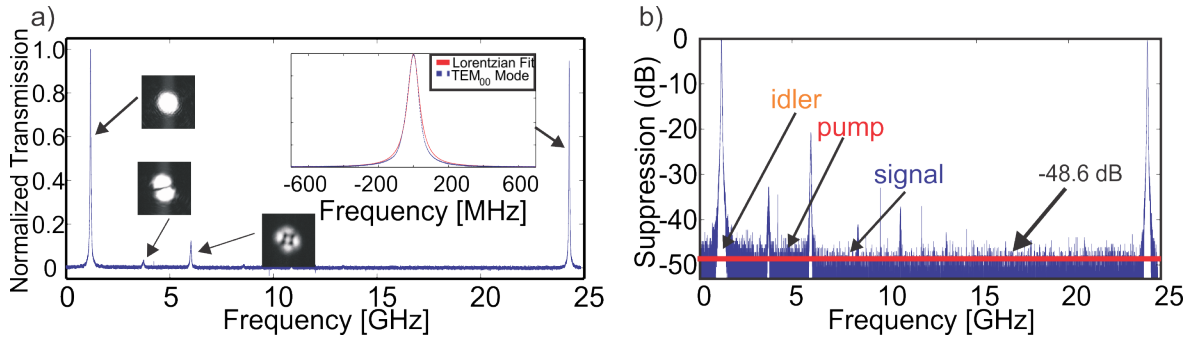 a)
Normalized Transmission
1.0
0.8
0.6
0.4
0.2
0
0
5
10
15
20
25
Frequency [GHz]
Lorentzian Fit
TEM00 Mode
-600
-200
0
200
600
Frequency [MHz]
b)
Suppression (dB)
0
-10
-20
-30
-40
-50
idler
pump
signal
-48.6 dB
0
5
10
15
20
25
Frequency [GHz]